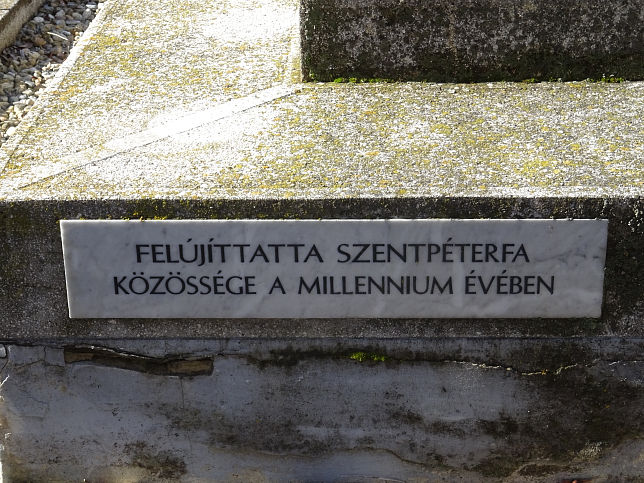 FELÚJÍTTATTA SZENTPÉTERFA
KÖZÖSSÉGE A MILLENNIUM ÉVÉBEN